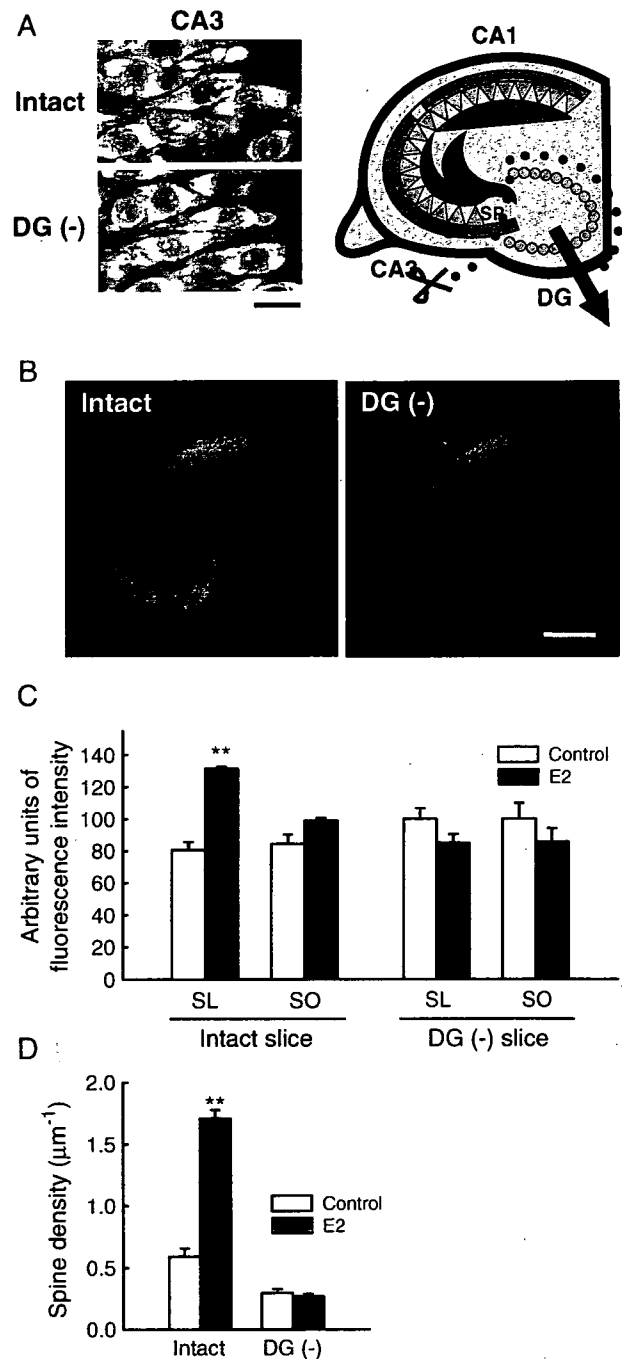 A
CA3
CA1
Intact
DG (-)
SR
CA3
DG
B
Intact
DG (-)
C
Arbitrary units of
fluorescence intensity
140
120
100
80
60
40
20
0
**
Control
E2
SL
SO
SL
SO
Intact slice
DG (-) slice
D
Spine density (μm⁻¹)
2.0
1.5
1.0
0.5
0.0
**
Control
E2
Intact
DG (-)